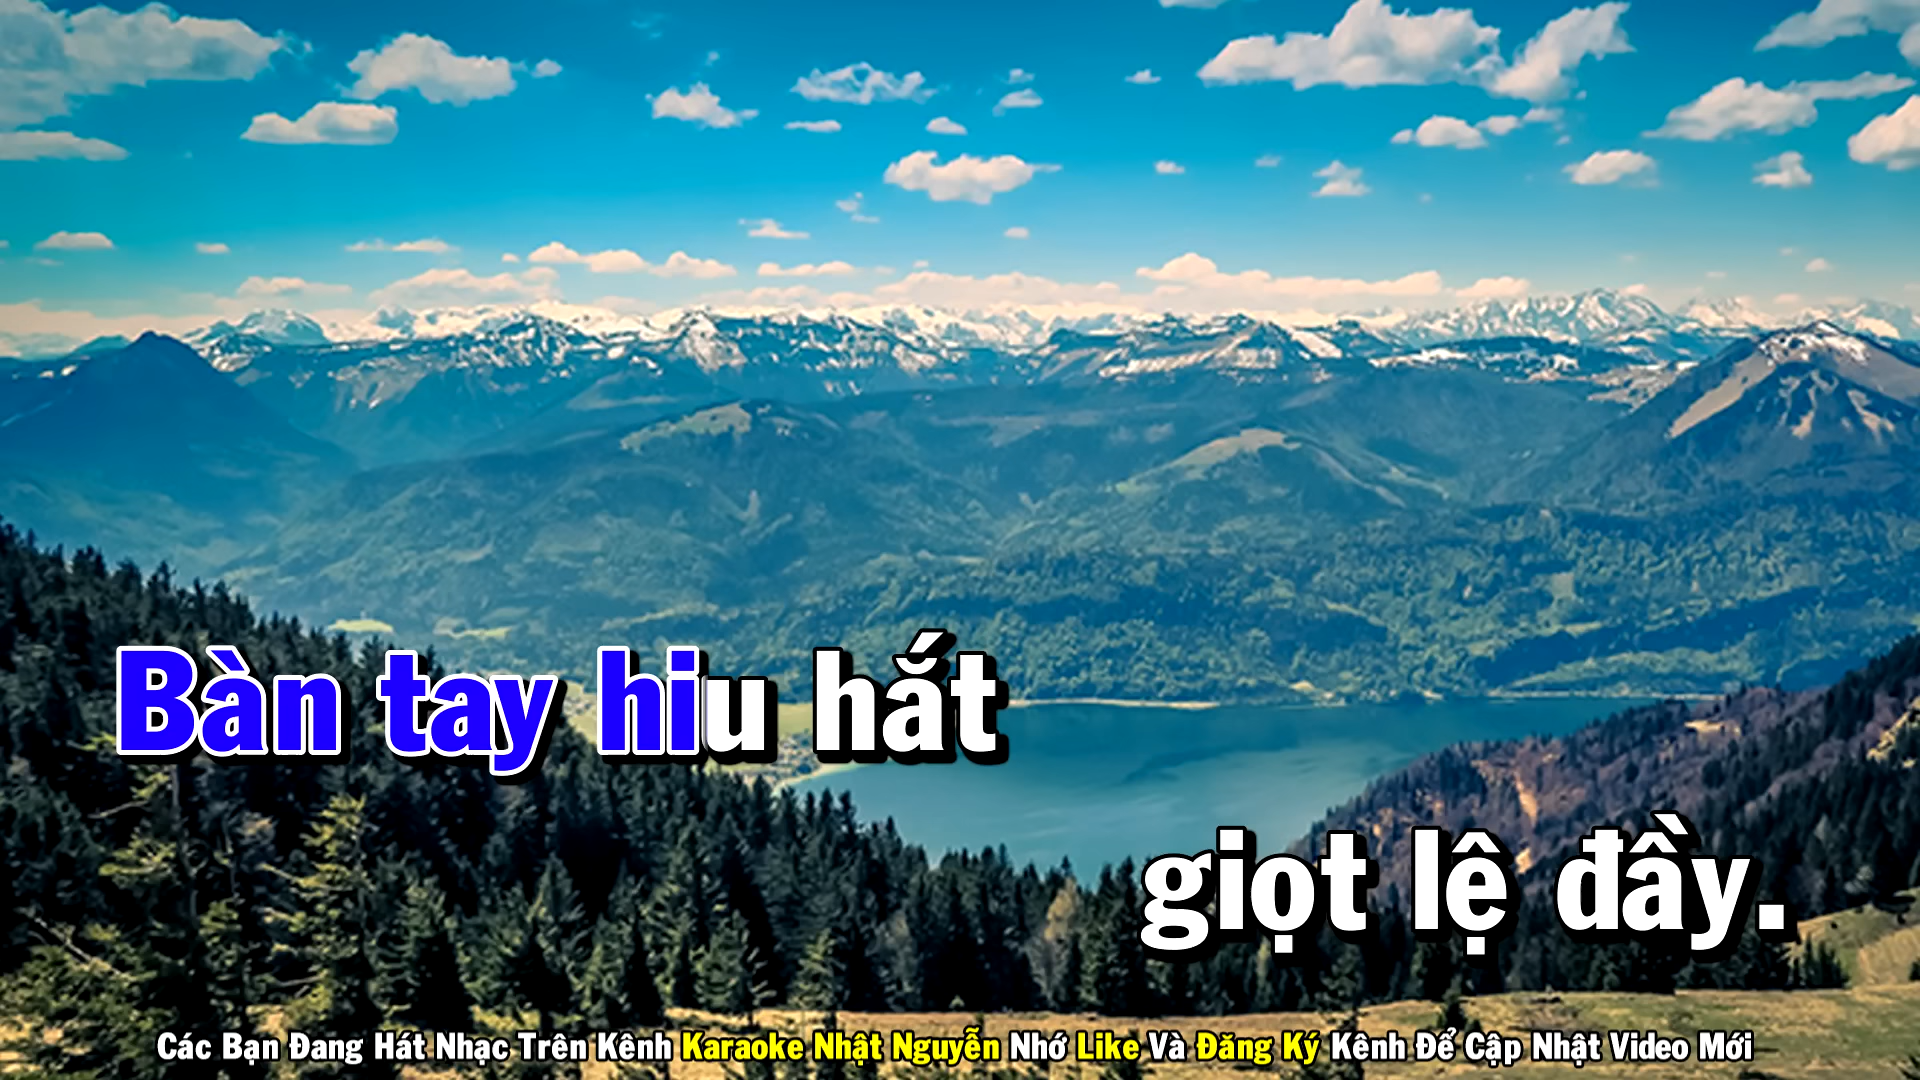 Bàn tay hiu hắt
giọt lệ đầy.
Các Bạn Đang Hát Nhạc Trên Kênh Karaoke Nhật Nguyễn Nhớ Like Và Đăng Ký Kênh Để Cập Nhật Video Mới